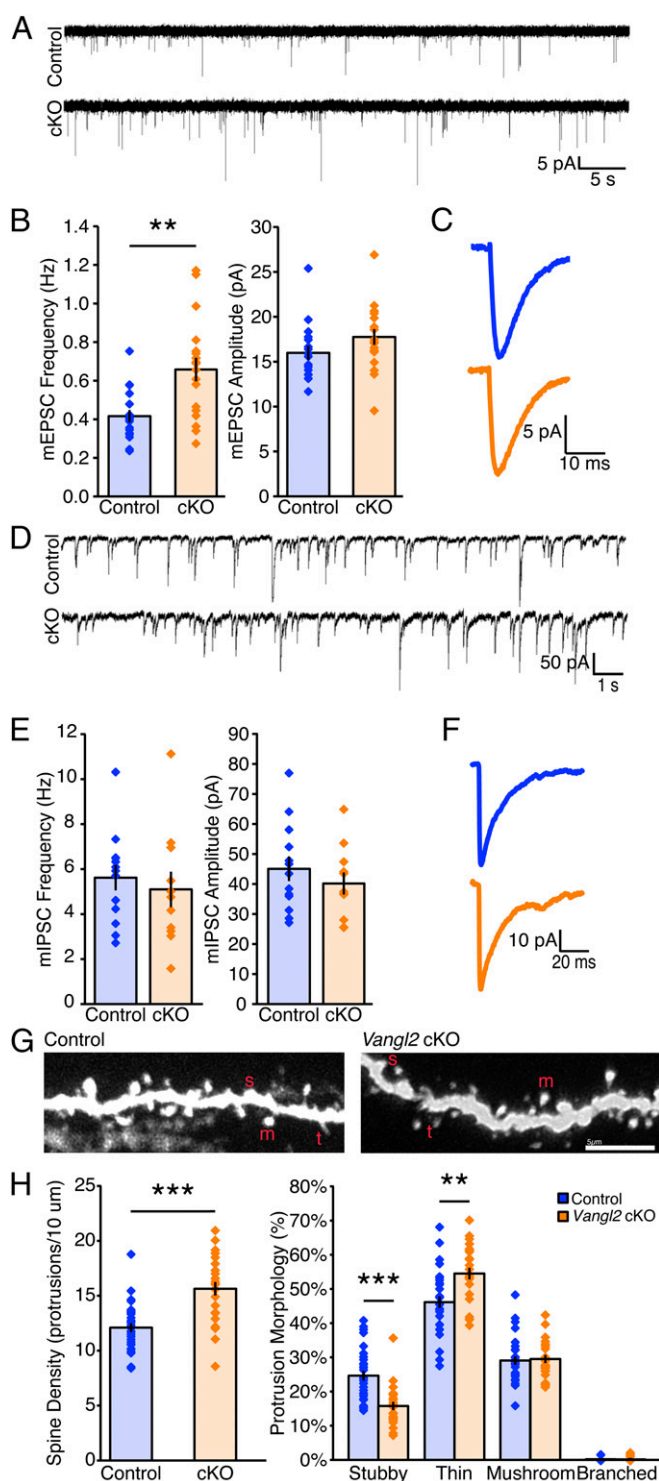 A
Control
cKO
5 pA
5 s
B
mEPSC Frequency (Hz)
1.4
1.2
1.0
0.8
0.6
0.4
0.2
0.0
**
Control
cKO
mEPSC Amplitude (pA)
30
25
20
15
10
5
0
Control
cKO
C
5 pA
10 ms
D
Control
cKO
50 pA
1 s
E
mIPSC Frequency (Hz)
12
10
8
6
4
2
0
Control cKO
mIPSC Amplitude (pA)
90
80
70
60
50
40
30
20
10
0
Control cKO
F
10 pA
20 ms
G
Control
s
m
t
Vangl2 cKO
s
m
t
5µm
H
Spine Density (protrusions/10 um)
25
20
15
10
5
0
***
Control
cKO
Protrusion Morphology (%)
80%
70%
60%
50%
40%
30%
20%
10%
0%
***
**
Control
Vangl2 cKO
Stubby
Thin
Mushroom
Branched